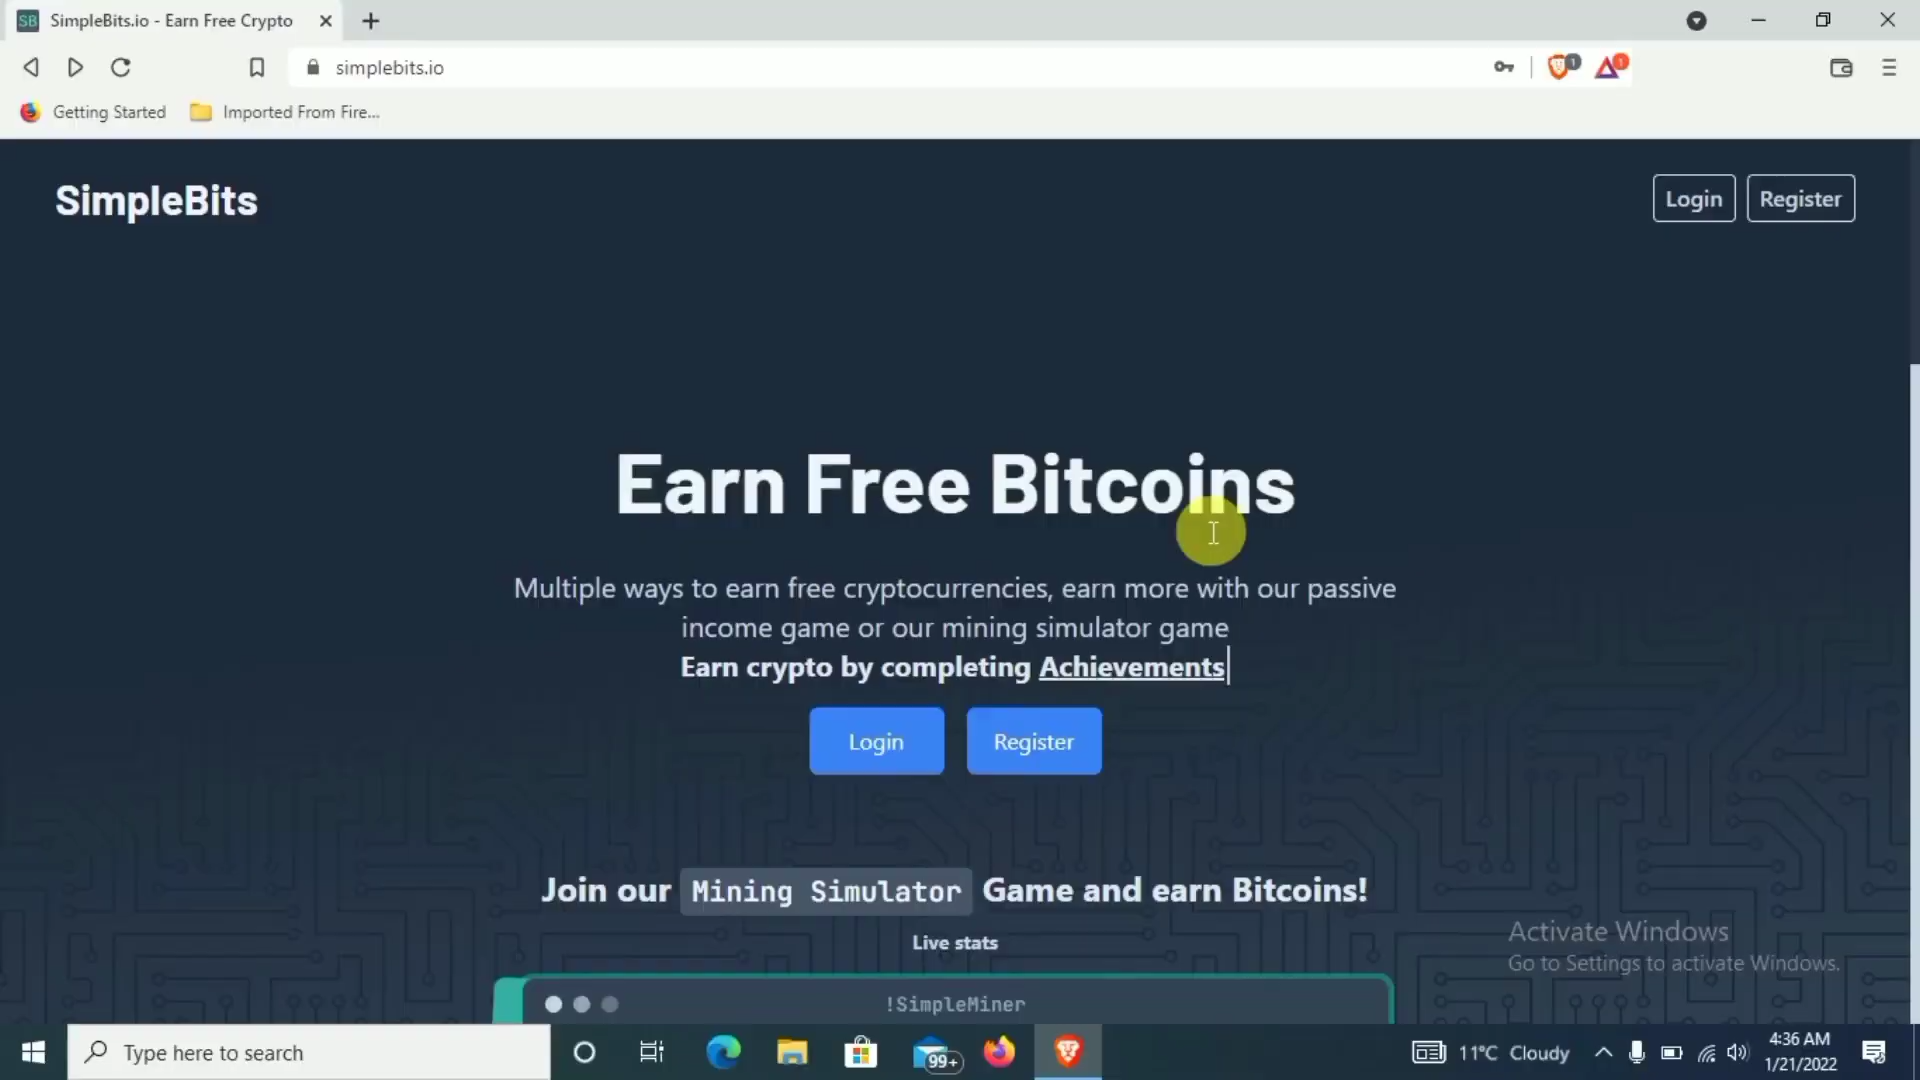 SB SimpleBits.io - Earn Free Crypto
simplebits.io
1 1
Getting Started Imported From Fire...
SimpleBits Login Register
Earn Free Bitcoins
Multiple ways to earn free cryptocurrencies, earn more with our passive
income game or our mining simulator game
Earn crypto by completing Achievements
Login Register
Join our Mining Simulator Game and earn Bitcoins!
Live stats
Activate Windows
Go to Settings to activate Windows.
!SimpleMiner
Type here to search 99+ 11°C Cloudy 4:36 AM
1/21/2022